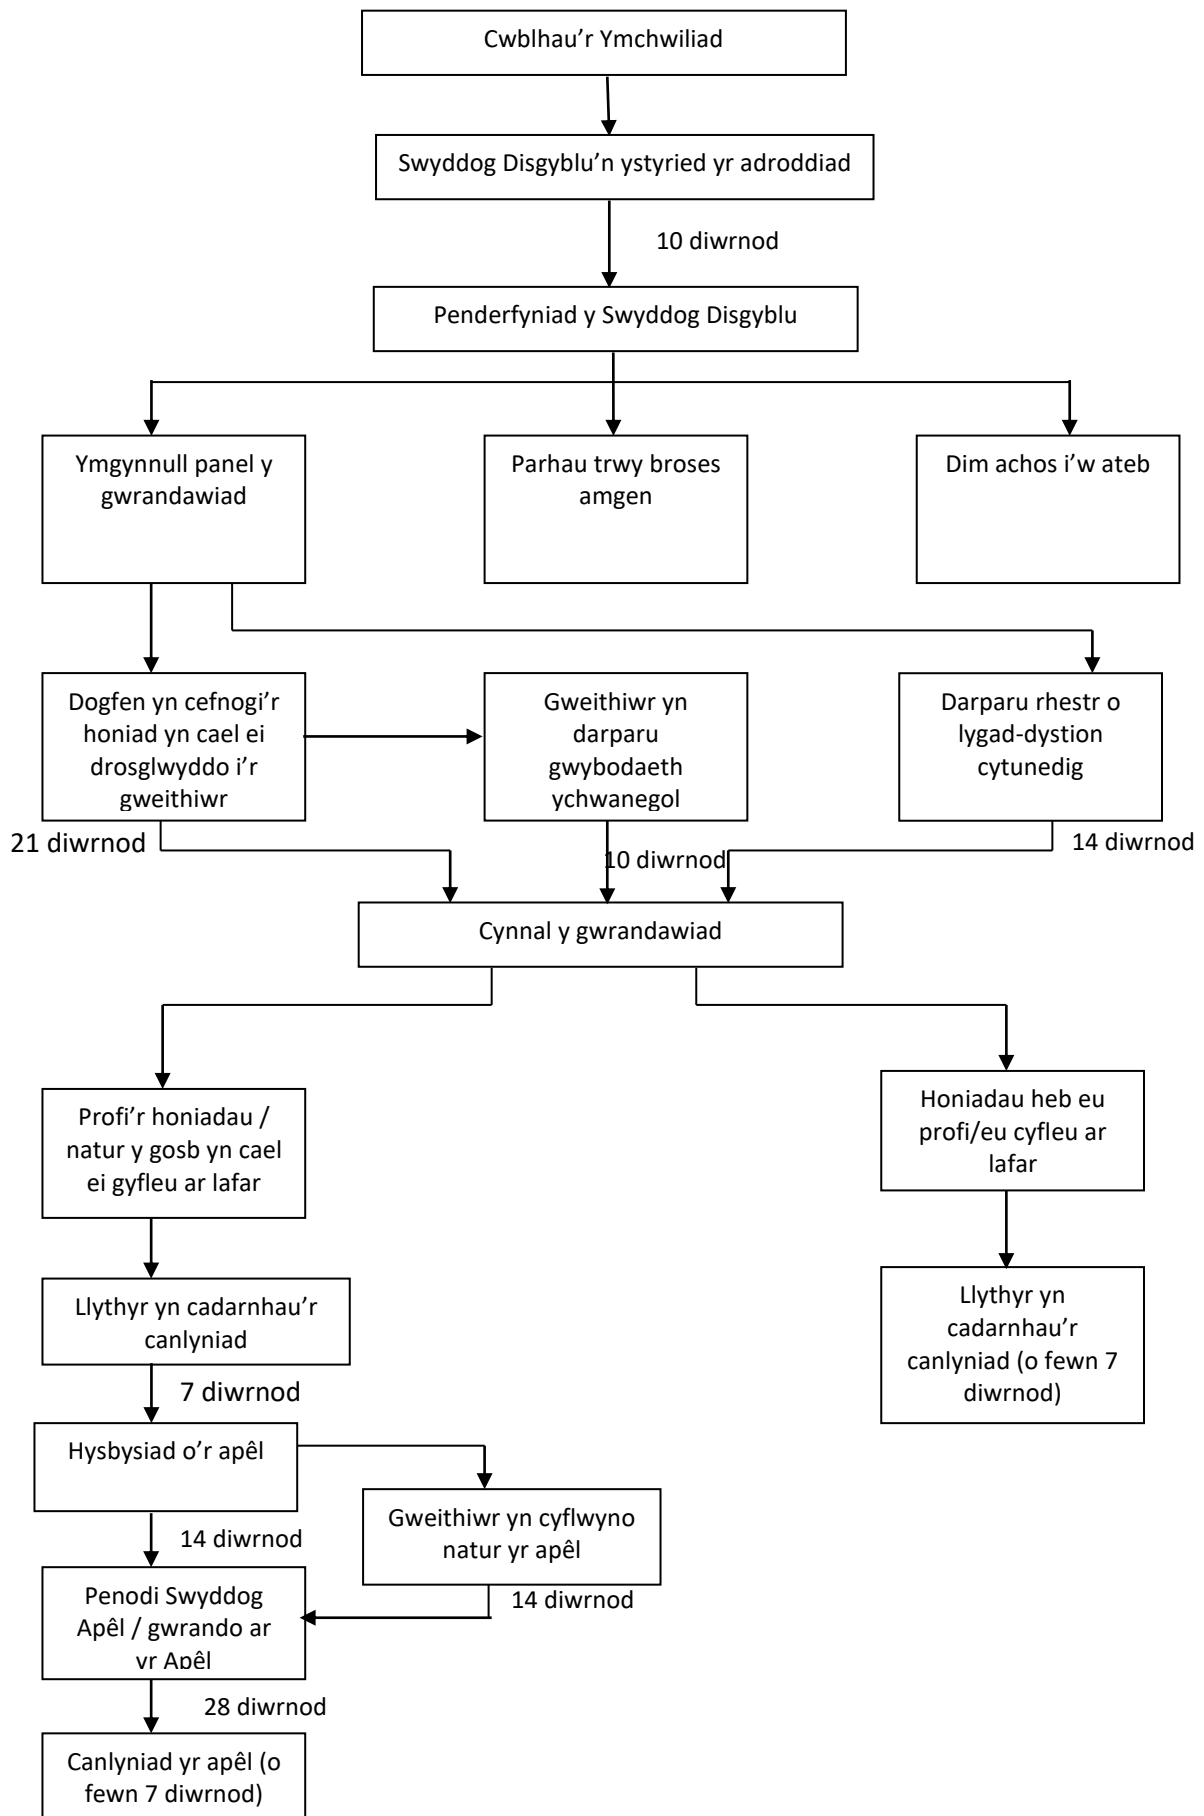 Cwblhau’r Ymchwiliad
Swyddog Disgyblu’n ystyried yr adroddiad
10 diwrnod
Penderfyniad y Swyddog Disgyblu
Ymgynnull panel y
gwrandawiad
Parhau trwy broses
amgen
Dim achos i’w ateb
Dogfen yn cefnogi’r
honiad yn cael ei
drosglwyddo i’r
gweithiwr
Gweithiwr yn
darparu
gwybodaeth
ychwanegol
Darparu rhestr o
lygad-dystion
cytunedig
21 diwrnod
10 diwrnod
14 diwrnod
Cynnal y gwrandawiad
Profi’r honiadau /
natur y gosb yn cael
ei gyfleu ar lafar
Honiadau heb eu
profi/eu cyfleu ar
lafar
Llythyr yn cadarnhau’r
canlyniad
Llythyr yn
cadarnhau’r
canlyniad (o fewn 7
diwrnod)
7 diwrnod
Hysbysiad o’r apêl
Gweithiwr yn cyflwyno
natur yr apêl
14 diwrnod
14 diwrnod
Penodi Swyddog
Apêl / gwrando ar
yr Apêl
28 diwrnod
Canlyniad yr apêl (o
fewn 7 diwrnod)